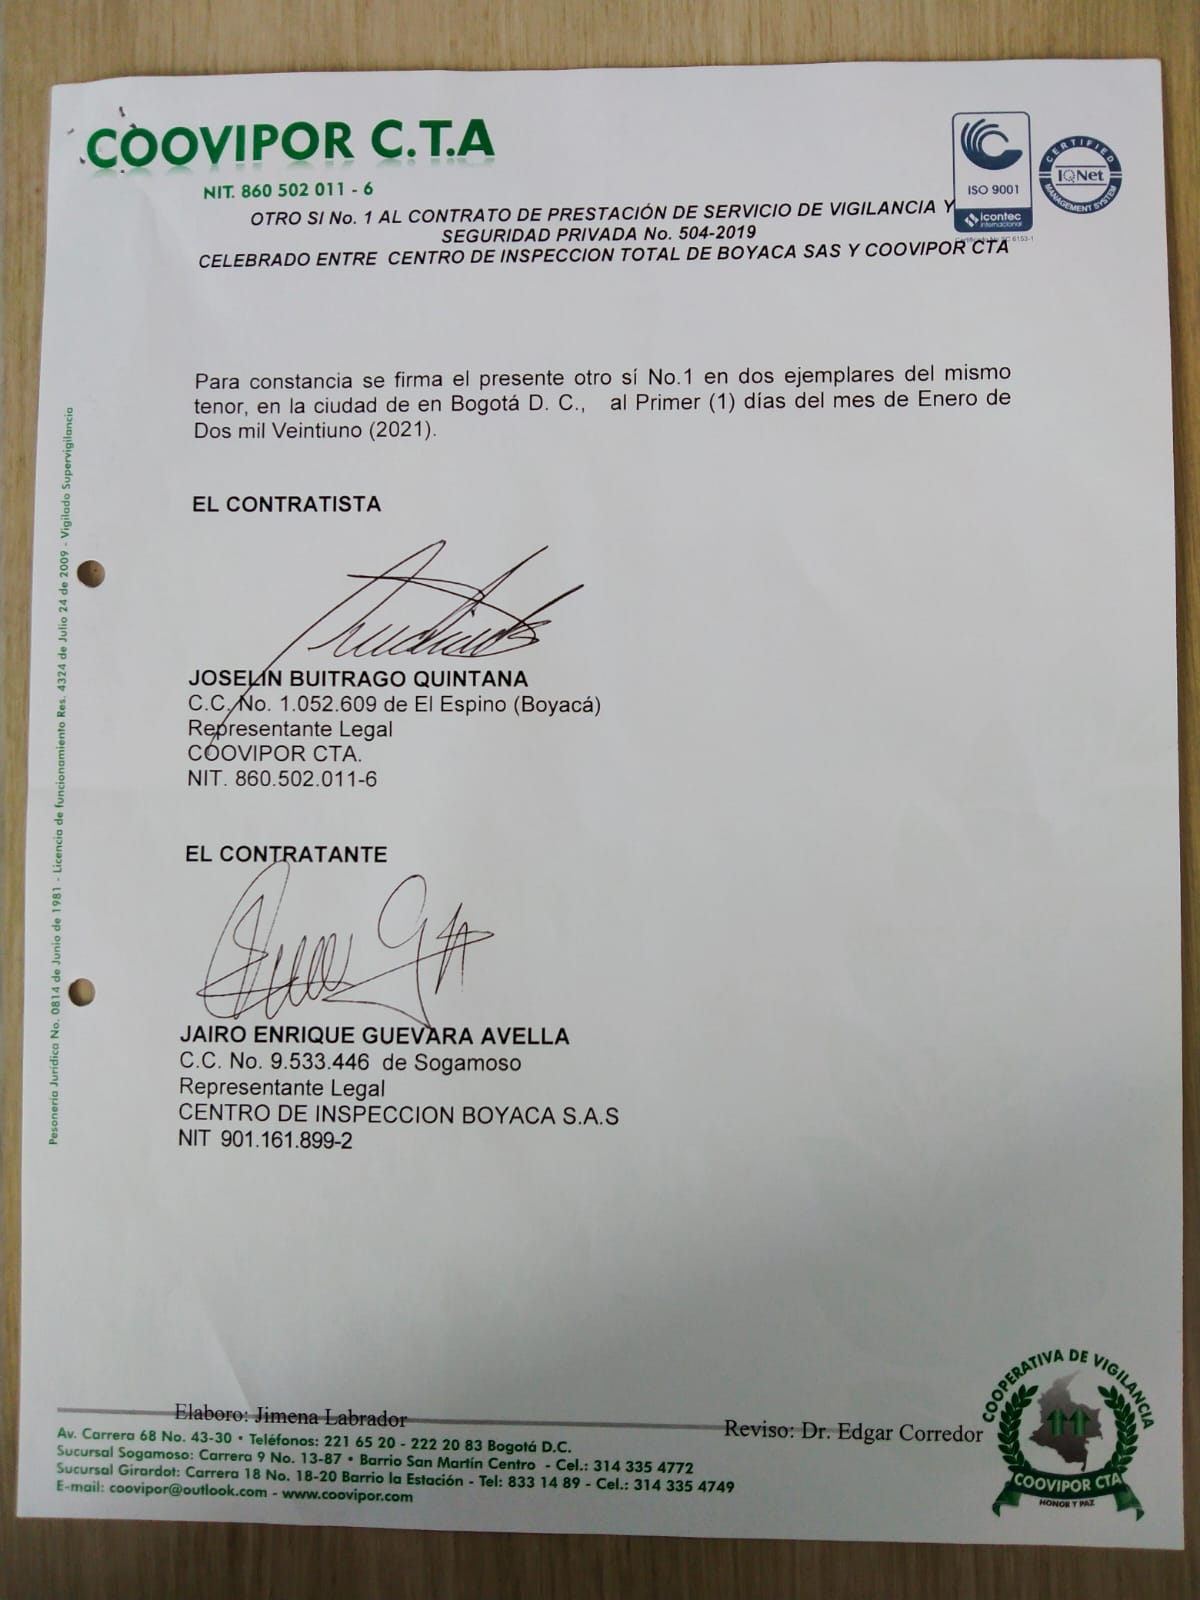 COOVIPOR C.T.A
NIT. 860 502 011 - 6
ISO 9001
icontec
internacional
CERTIFIED
IQNet
MANAGEMENT SYSTEM
OTRO SI No. 1 AL CONTRATO DE PRESTACIÓN DE SERVICIO DE VIGILANCIA Y
SEGURIDAD PRIVADA No. 504-2019
CELEBRADO ENTRE CENTRO DE INSPECCION TOTAL DE BOYACA SAS Y COOVIPOR CTA
Para constancia se firma el presente otro sí No.1 en dos ejemplares del mismo
tenor, en la ciudad de en Bogotá D. C., al Primer (1) días del mes de Enero de
Dos mil Veintiuno (2021).
EL CONTRATISTA
JOSELIN BUITRAGO QUINTANA
C.C. No. 1.052.609 de El Espino (Boyacá)
Representante Legal
COOVIPOR CTA.
NIT. 860.502.011-6
EL CONTRATANTE
JAIRO ENRIQUE GUEVARA AVELLA
C.C. No. 9.533.446 de Sogamoso
Representante Legal
CENTRO DE INSPECCION BOYACA S.A.S
NIT 901.161.899-2
Pesoneria Jurídica No. 0814 de Junio de 1981 - Licencia de funcionamiento Res. 4324 de Julio 24 de 2009 - Vigilado Supervigilancia
Elaboro: Jimena Labrador
Reviso: Dr. Edgar Corredor
Av. Carrera 68 No. 43-30 • Teléfonos: 221 65 20 - 222 20 83 Bogotá D.C.
Sucursal Sogamoso: Carrera 9 No. 13-87 • Barrio San Martín Centro - Cel.: 314 335 4772
Sucursal Girardot: Carrera 18 No. 18-20 Barrio la Estación - Tel: 833 14 89 - Cel.: 314 335 4749
E-mail: coovipor@outlook.com - www.coovipor.com
COOPERATIVA DE VIGILANCIA
COOVIPOR CTA
HONOR Y PAZ